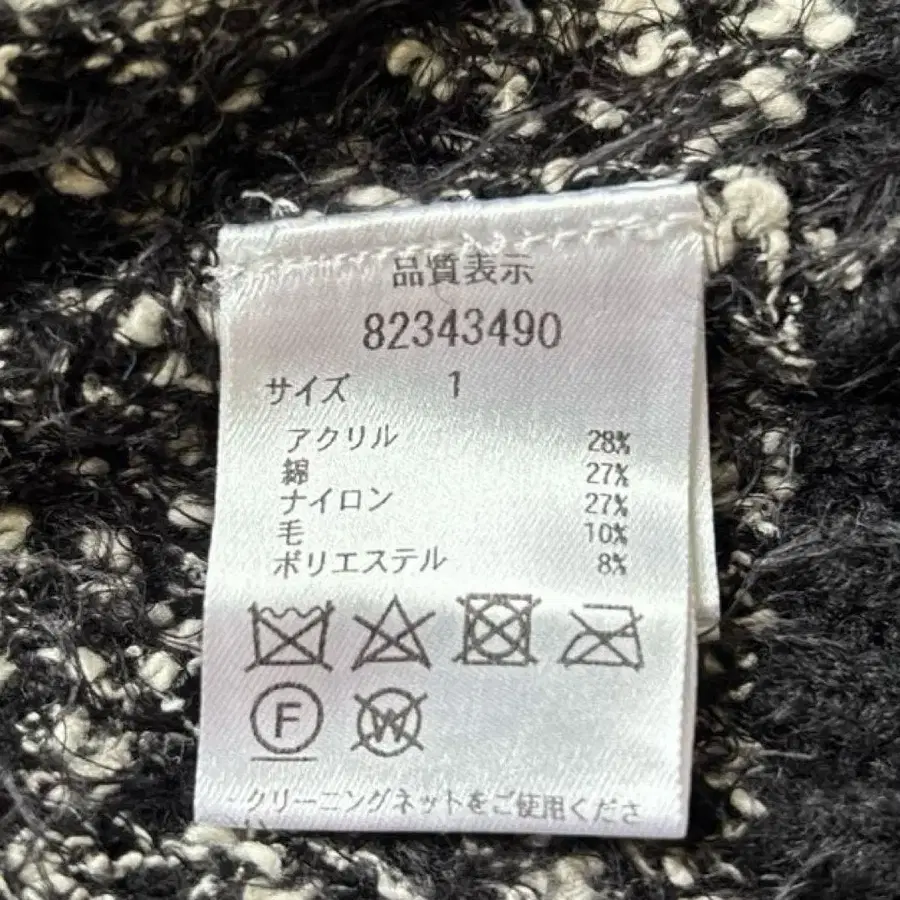 品質表示
82343490
サイズ 1
アクリル 28%
綿 27%
ナイロン 27%
毛 10%
ポリエステル 8%
F W
クリーニングネットをご使用くださ